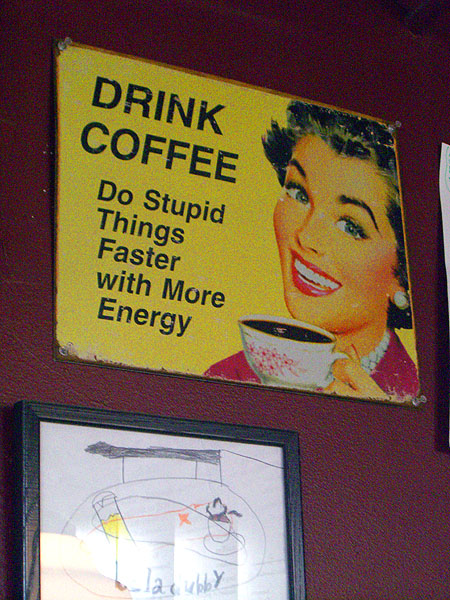 DRINK
COFFEE
Do Stupid
Things
Faster
with More
Energy